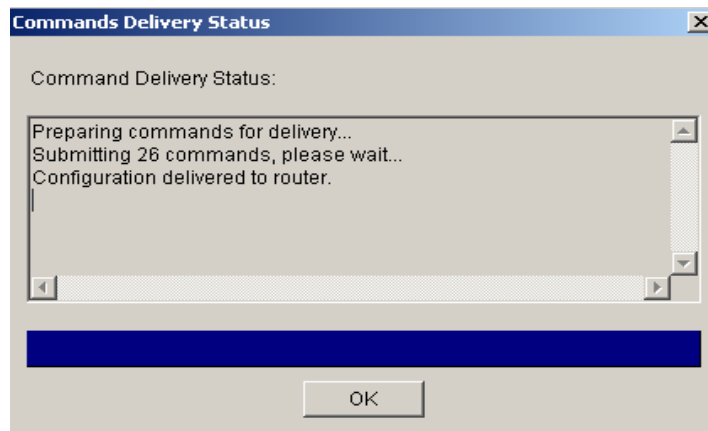 Commands Delivery Status
Command Delivery Status:
Preparing commands for delivery...
Submitting 26 commands, please wait...
Configuration delivered to router.
OK